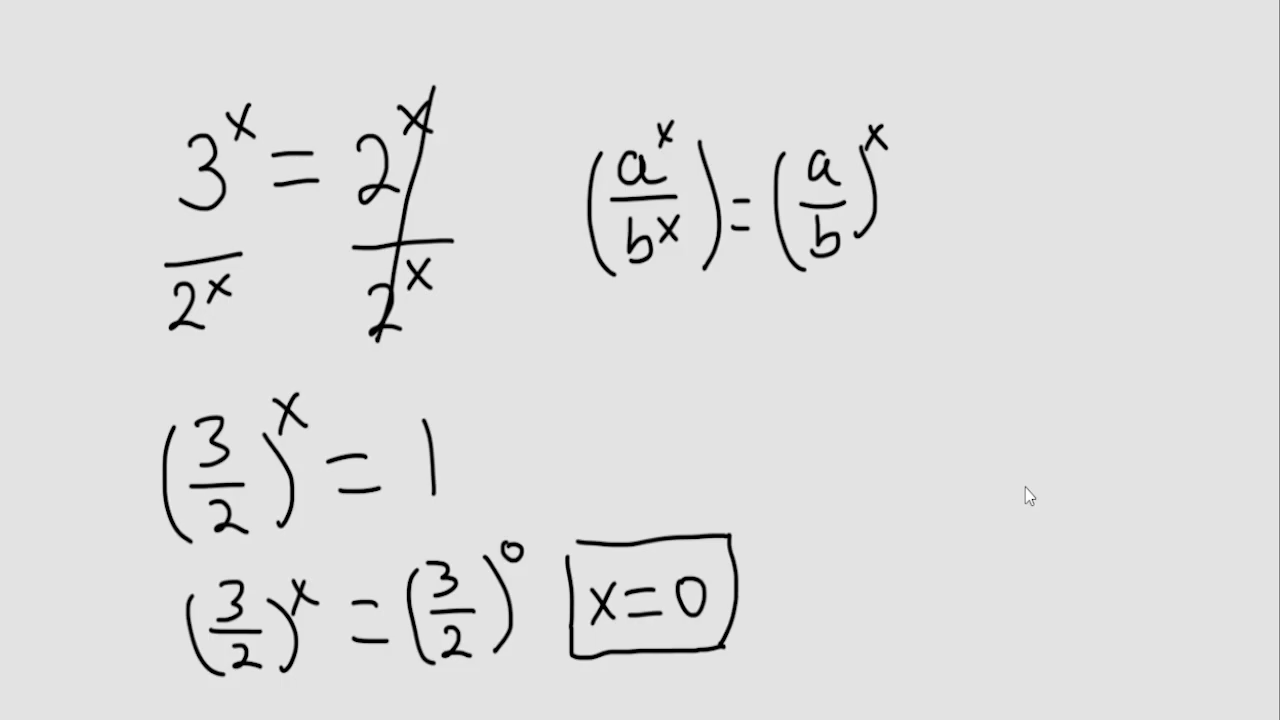 3^x = 2^x
2^x 2^x
(a^x/b^x) = (a/b)^x
(3/2)^x = 1
(3/2)^x = (3/2)^0
x = 0